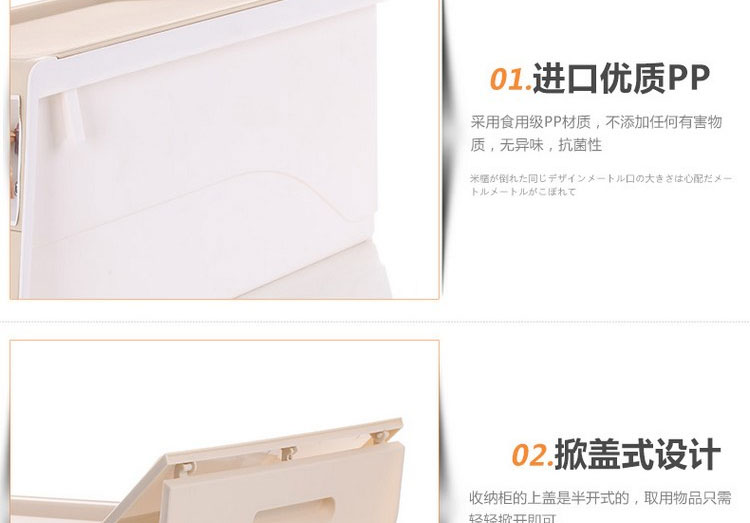 01.进口优质PP
采用食用级PP材质，不添加任何有害物
质，无异味，抗菌性
米櫃が倒れた同じデザインメートル口の大きさは心配だメー
トルメートルがこぼれて
02.掀盖式设计
收纳柜的上盖是半开式的，取用物品只需
轻轻掀开即可